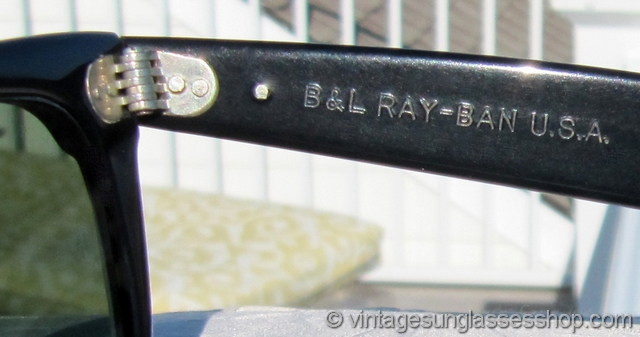 B&L RAY-BAN U.S.A.
© vintagesunglassesshop.com